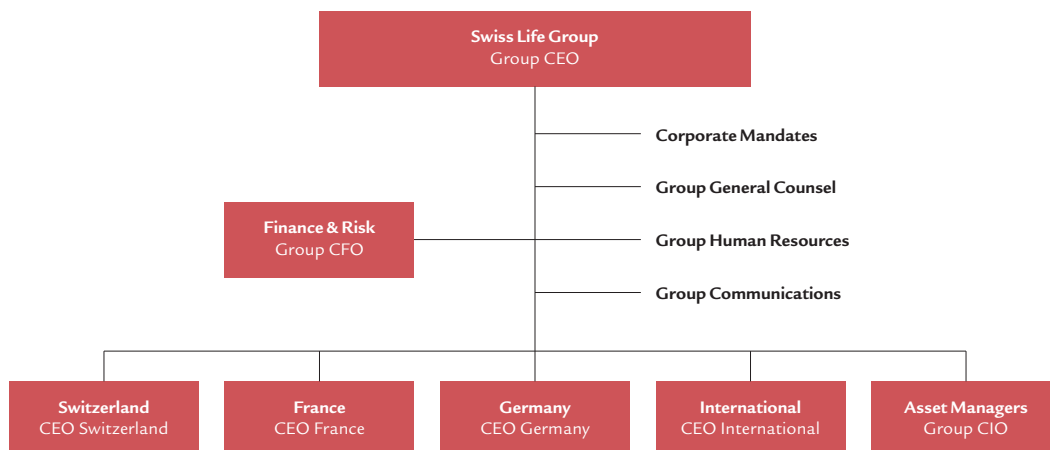 Swiss Life Group
Group CEO
Corporate Mandates
Group General Counsel
Finance & Risk
Group CFO
Group Human Resources
Group Communications
Switzerland
CEO Switzerland
France
CEO France
Germany
CEO Germany
International
CEO International
Asset Managers
Group CIO